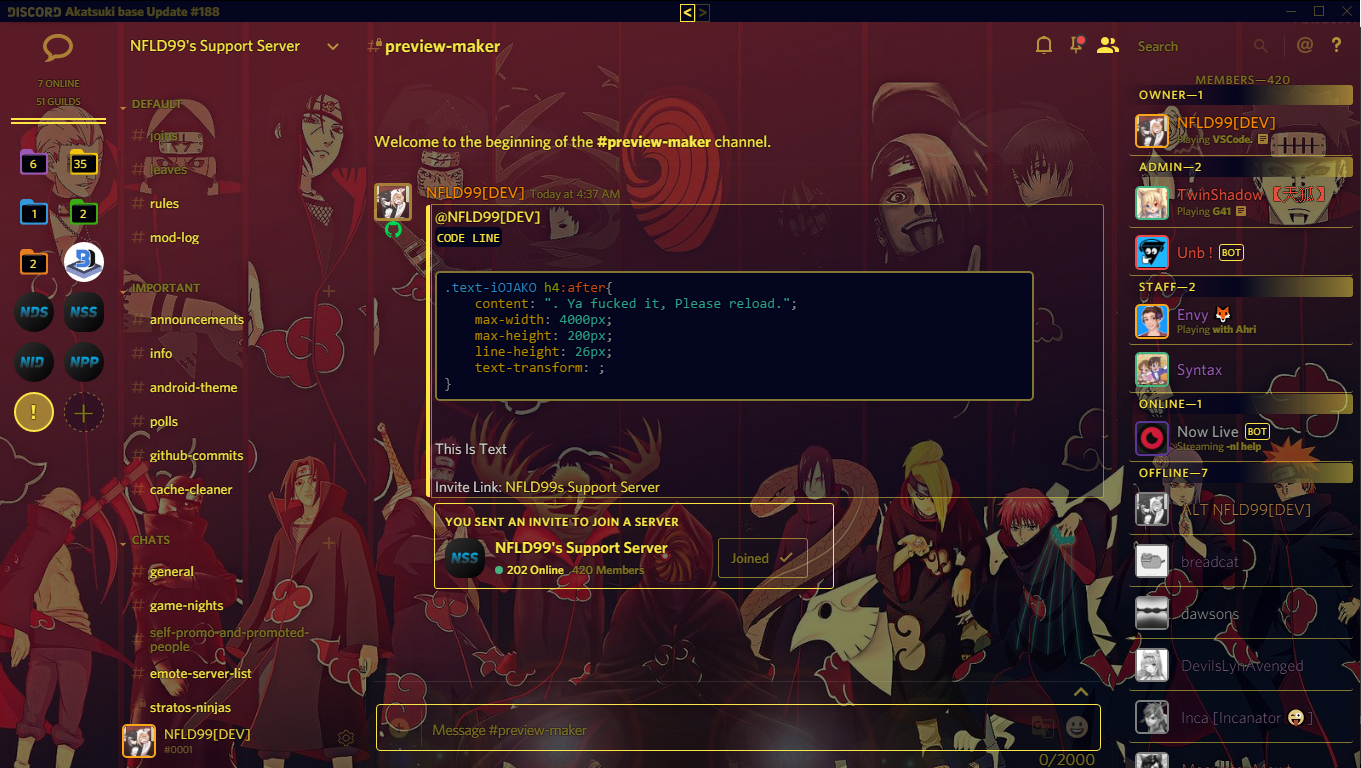 DISCORD Akatsuki base Update #188
< >
7 ONLINE
51 GUILDS
6
35
1
2
2
NDS
NSS
NID
NPP
!
NFLD99's Support Server
DEFAULT
# joins
# leaves
# rules
# mod-log
IMPORTANT
# announcements
# info
# android-theme
# polls
# github-commits
# cache-cleaner
CHATS
# general
# game-nights
# self-promo-and-promoted-
people
# emote-server-list
# stratos-ninjas
NFLD99[DEV]
#0001
#preview-maker
Search
@ ?
Welcome to the beginning of the #preview-maker channel.
NFLD99[DEV] Today at 4:37 AM
@NFLD99[DEV]
CODE LINE
.text-iOJAKO h4:after{
content: ". Ya fucked it, Please reload.";
max-width: 4000px;
max-height: 200px;
line-height: 26px;
text-transform: ;
}
This Is Text
Invite Link: NFLD99s Support Server
YOU SENT AN INVITE TO JOIN A SERVER
NSS
NFLD99's Support Server
202 Online 420 Members
Joined
Message #preview-maker
0/2000
MEMBERS—420
OWNER—1
NFLD99[DEV]
Playing VSCode.
ADMIN—2
TwinShadow 【天狐】
Playing G41
Unb ! BOT
STAFF—2
Envy 🦊
Playing with Ahri
Syntax
ONLINE—1
Now Live BOT
Streaming -nl help
OFFLINE—7
ALT NFLD99[DEV]
breadcat
dawsons
DevilsLynAvenged
Inca [Incanator 😜 ]